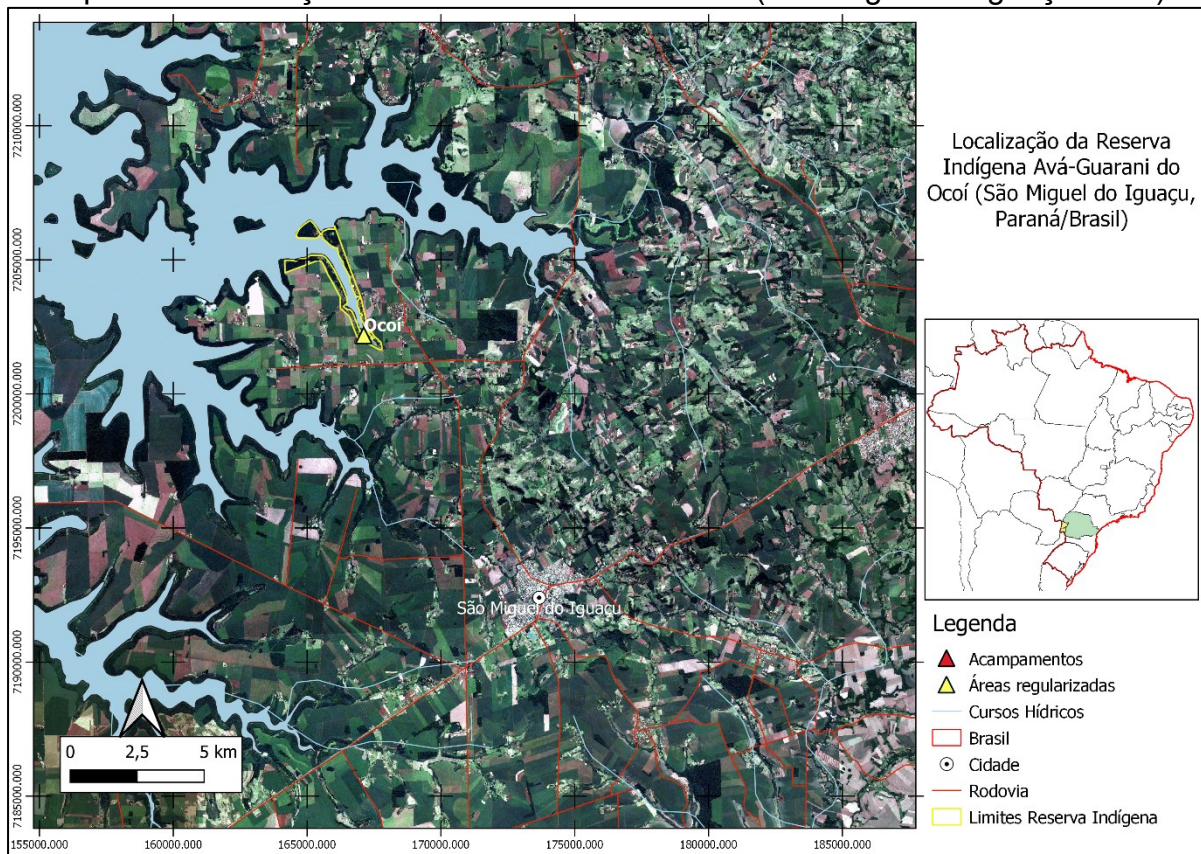 Localização da Reserva
Indígena Avá-Guarani do
Ocoí (São Miguel do Iguaçu,
Paraná/Brasil)
7210000.000
7205000.000
7200000.000
7195000.000
7190000.000
7185000.000
Ocoí
São Miguel do Iguaçu
0 2,5 5 km
155000.000 160000.000 165000.000 170000.000 175000.000 180000.000 185000.000
Legenda
Acampamentos
Áreas regularizadas
Cursos Hídricos
Brasil
Cidade
Rodovia
Limites Reserva Indígena